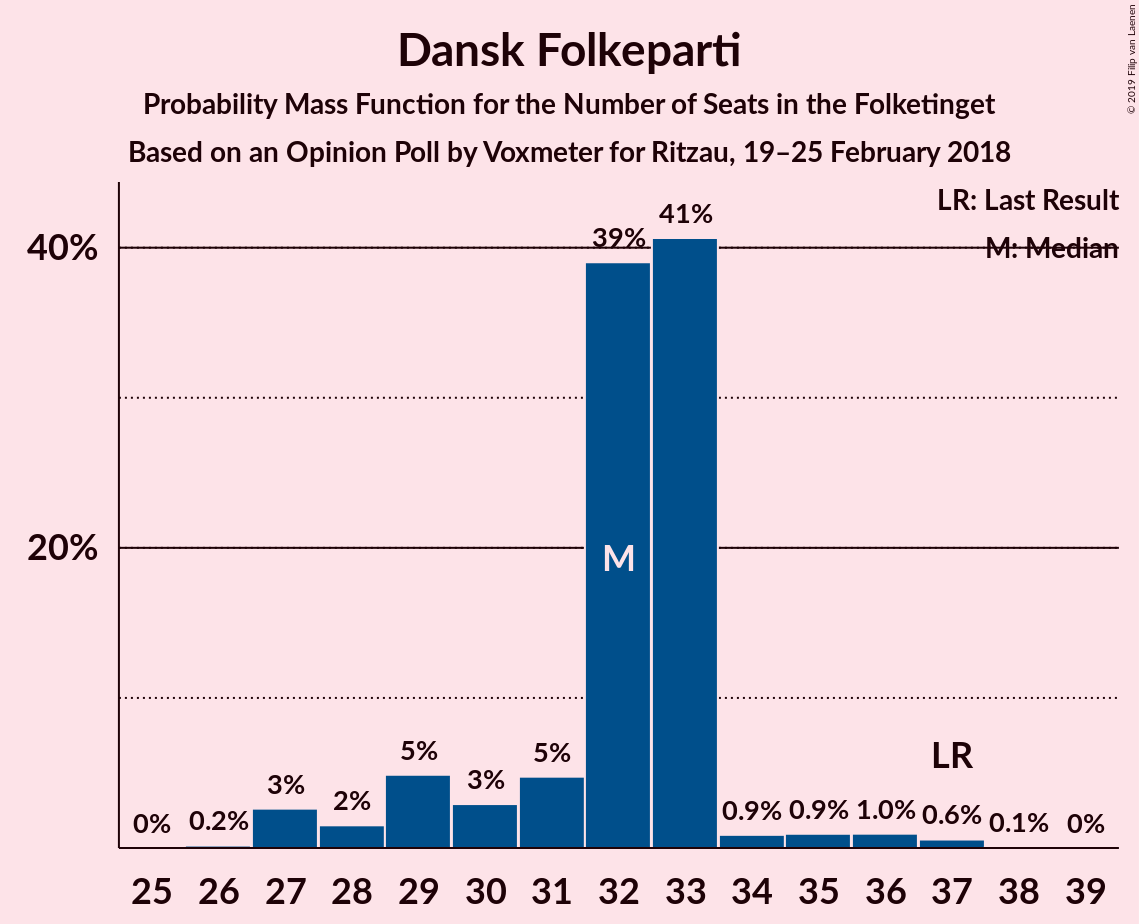 Dansk Folkeparti
Probability Mass Function for the Number of Seats in the Folketinget
Based on an Opinion Poll by Voxmeter for Ritzau, 19–25 February 2018
© 2019 Filip van Laenen
LR: Last Result
M: Median
40%
20%
0%
0.2%
3%
2%
5%
3%
5%
39%
41%
0.9%
0.9%
1.0%
0.6%
0.1%
0%
M
LR
25 26 27 28 29 30 31 32 33 34 35 36 37 38 39